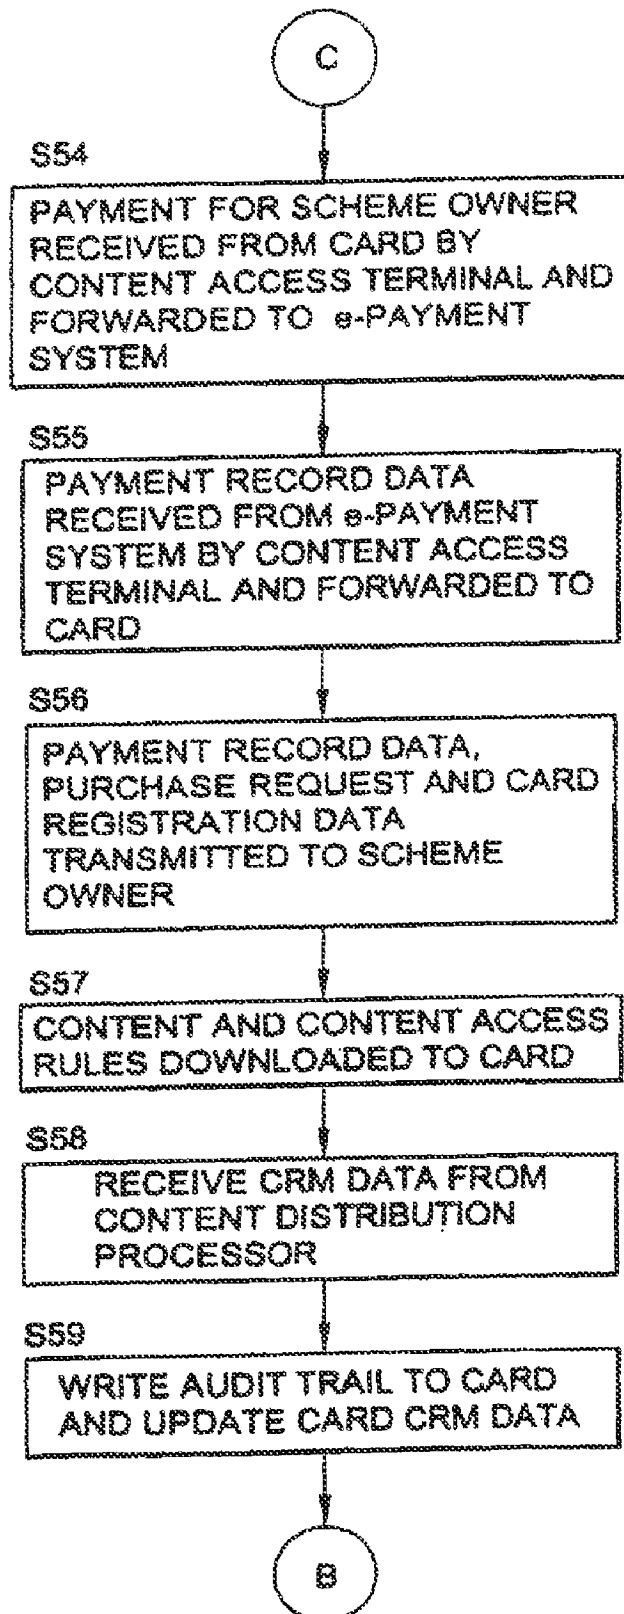 C
S54
PAYMENT FOR SCHEME OWNER
RECEIVED FROM CARD BY
CONTENT ACCESS TERMINAL AND
FORWARDED TO e-PAYMENT
SYSTEM
S55
PAYMENT RECORD DATA
RECEIVED FROM e-PAYMENT
SYSTEM BY CONTENT ACCESS
TERMINAL AND FORWARDED TO
CARD
S56
PAYMENT RECORD DATA,
PURCHASE REQUEST AND CARD
REGISTRATION DATA
TRANSMITTED TO SCHEME
OWNER
S57
CONTENT AND CONTENT ACCESS
RULES DOWNLOADED TO CARD
S58
RECEIVE CRM DATA FROM
CONTENT DISTRIBUTION
PROCESSOR
S59
WRITE AUDIT TRAIL TO CARD
AND UPDATE CARD CRM DATA
B